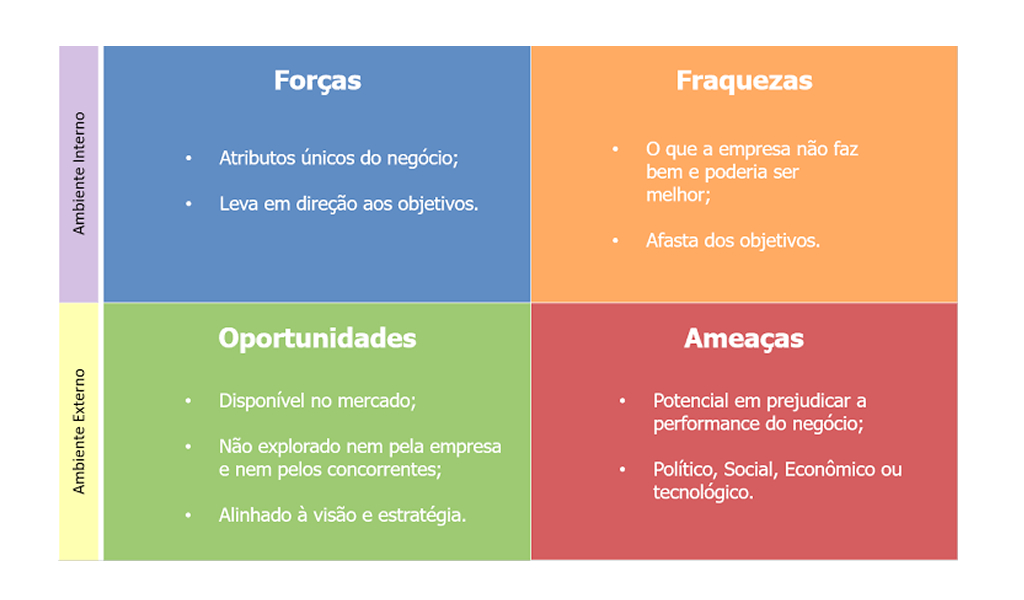 Ambiente Interno
Forças
• Atributos únicos do negócio;
• Leva em direção aos objetivos.
Fraquezas
• O que a empresa não faz
bem e poderia ser
melhor;
• Afasta dos objetivos.
Ambiente Externo
Oportunidades
• Disponível no mercado;
• Não explorado nem pela empresa
e nem pelos concorrentes;
• Alinhado à visão e estratégia.
Ameaças
• Potencial em prejudicar a
performance do negócio;
• Político, Social, Econômico ou
tecnológico.